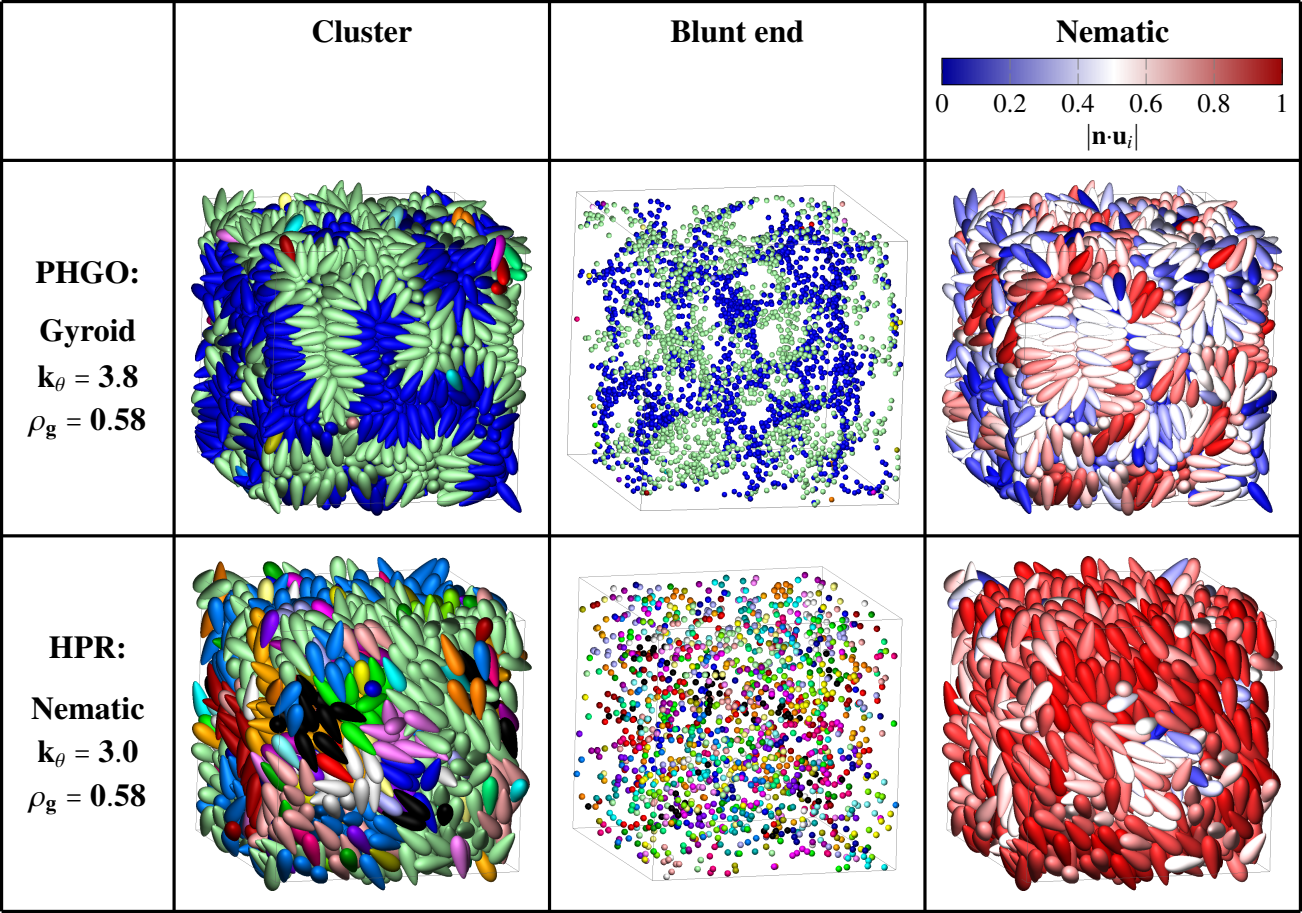 Cluster
Blunt end
Nematic
0 0.2 0.4 0.6 0.8 1
|n·uᵢ|
PHGO:
Gyroid
k_θ = 3.8
ρ_g = 0.58
HPR:
Nematic
k_θ = 3.0
ρ_g = 0.58